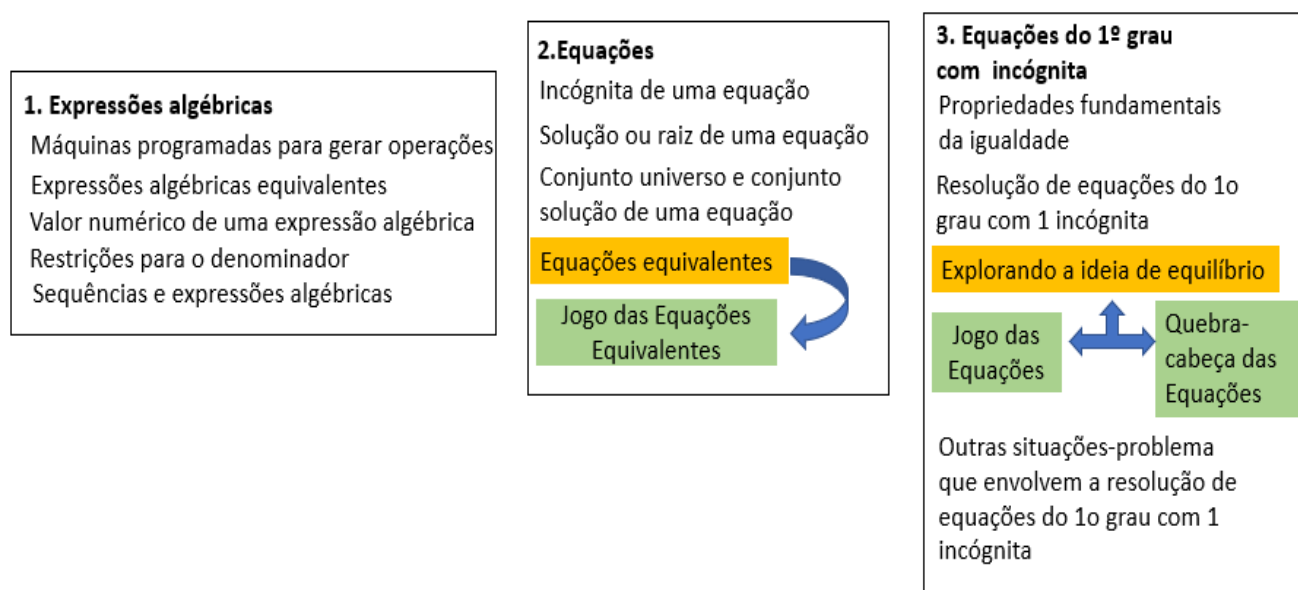 1. Expressões algébricas
Máquinas programadas para gerar operações
Expressões algébricas equivalentes
Valor numérico de uma expressão algébrica
Restrições para o denominador
Sequências e expressões algébricas
2.Equações
Incógnita de uma equação
Solução ou raiz de uma equação
Conjunto universo e conjunto
solução de uma equação
Equações equivalentes
Jogo das Equações
Equivalentes
3. Equações do 1º grau
com incógnita
Propriedades fundamentais
da igualdade
Resolução de equações do 1o
grau com 1 incógnita
Explorando a ideia de equilíbrio
Jogo das
Equações
Quebra-
cabeça das
Equações
Outras situações-problema
que envolvem a resolução de
equações do 1o grau com 1
incógnita